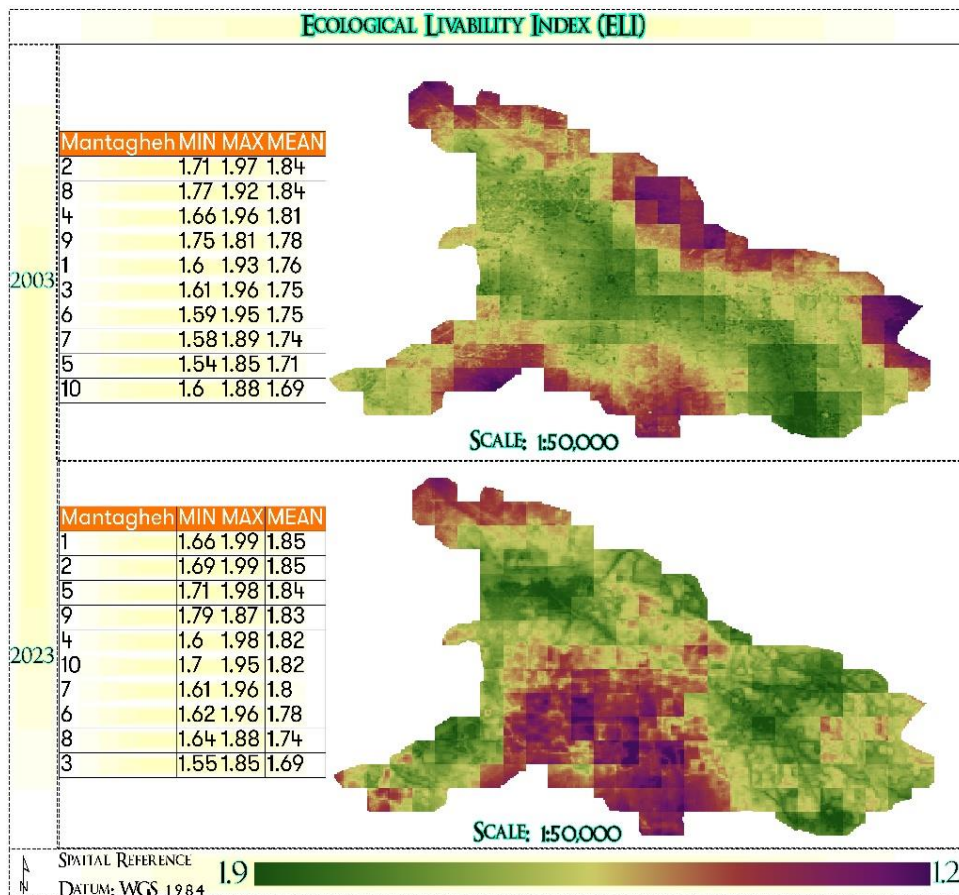 Ecological Livability Index (ELI)
2003
Mantagheh MIN MAX MEAN
2 1.71 1.97 1.84
8 1.77 1.92 1.84
4 1.66 1.96 1.81
9 1.75 1.81 1.78
1 1.6 1.93 1.76
3 1.61 1.96 1.75
6 1.59 1.95 1.75
7 1.58 1.89 1.74
5 1.54 1.85 1.71
10 1.6 1.88 1.69
Scale: 1:50,000
2023
Mantagheh MIN MAX MEAN
1 1.66 1.99 1.85
2 1.69 1.99 1.85
5 1.71 1.98 1.84
9 1.79 1.87 1.83
4 1.6 1.98 1.82
10 1.7 1.95 1.82
7 1.61 1.96 1.8
6 1.62 1.96 1.78
8 1.64 1.88 1.74
3 1.55 1.85 1.69
Scale: 1:50,000
N
Spatial Reference
Datum: WGS 1984
1.9 1.2